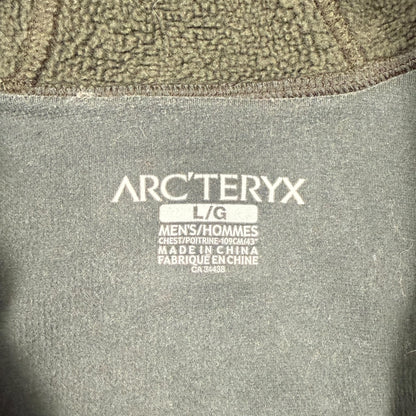 ARC'TERYX
L/G
MEN'S/HOMMES
CHEST/POITRINE-109CM/43"
MADE IN CHINA
FABRIQUÉ EN CHINE
CA 34438